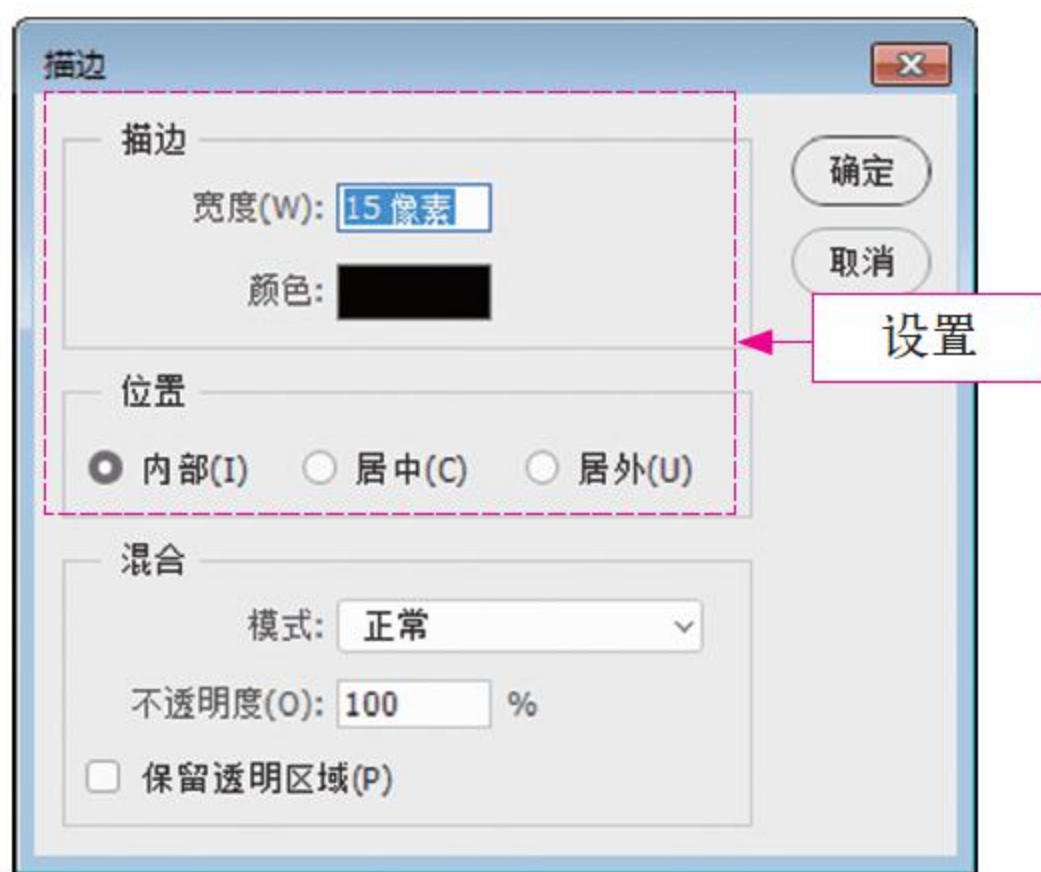 描边
描边
确定
宽度(W): 15 像素
取消
颜色:
设置
位置
内部(I) 居中(C) 居外(U)
混合
模式: 正常
不透明度(O): 100 %
保留透明区域(P)